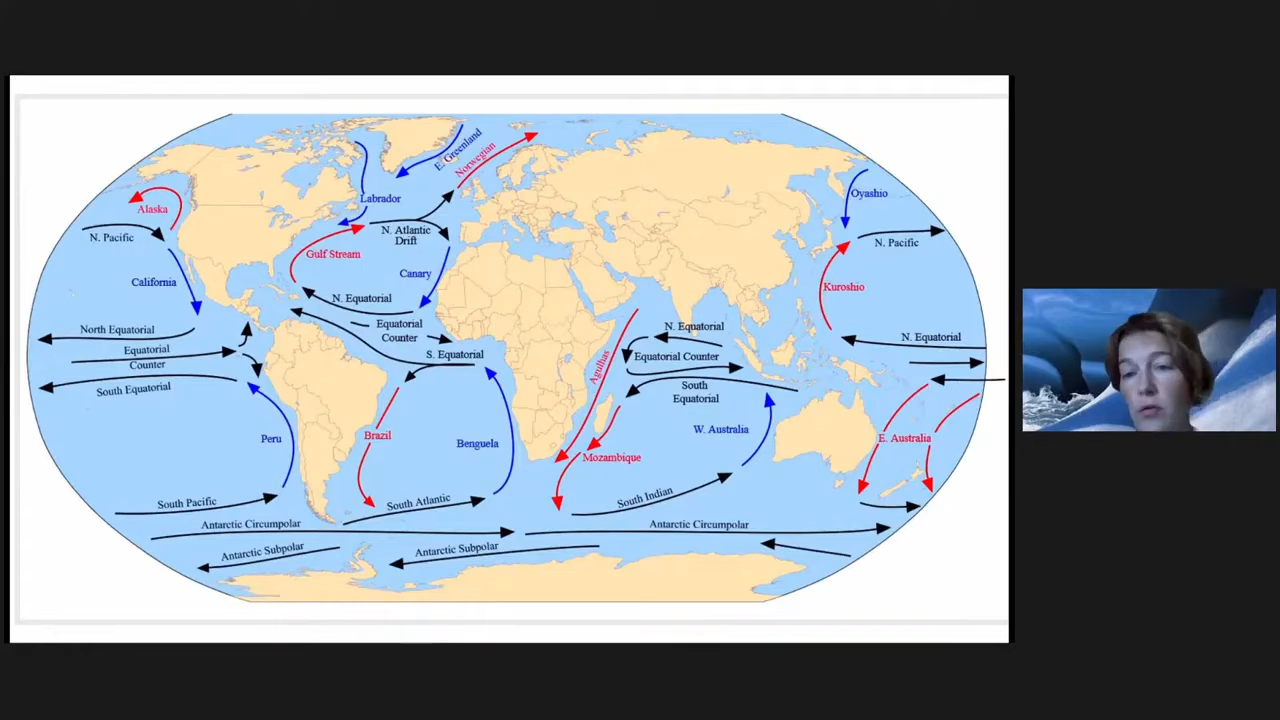 E. Greenland
Norwegian
Labrador
Oyashio
Alaska
N. Pacific
N. Atlantic
Drift
N. Pacific
Gulf Stream
California
Canary
Kuroshio
N. Equatorial
North Equatorial
Equatorial
Counter
N. Equatorial
N. Equatorial
Equatorial
Counter
S. Equatorial
Equatorial Counter
Agulhas
South Equatorial
South
Equatorial
Peru
Brazil
Benguela
W. Australia
E. Australia
Mozambique
South Pacific
South Atlantic
South Indian
Antarctic Circumpolar
Antarctic Circumpolar
Antarctic Subpolar
Antarctic Subpolar